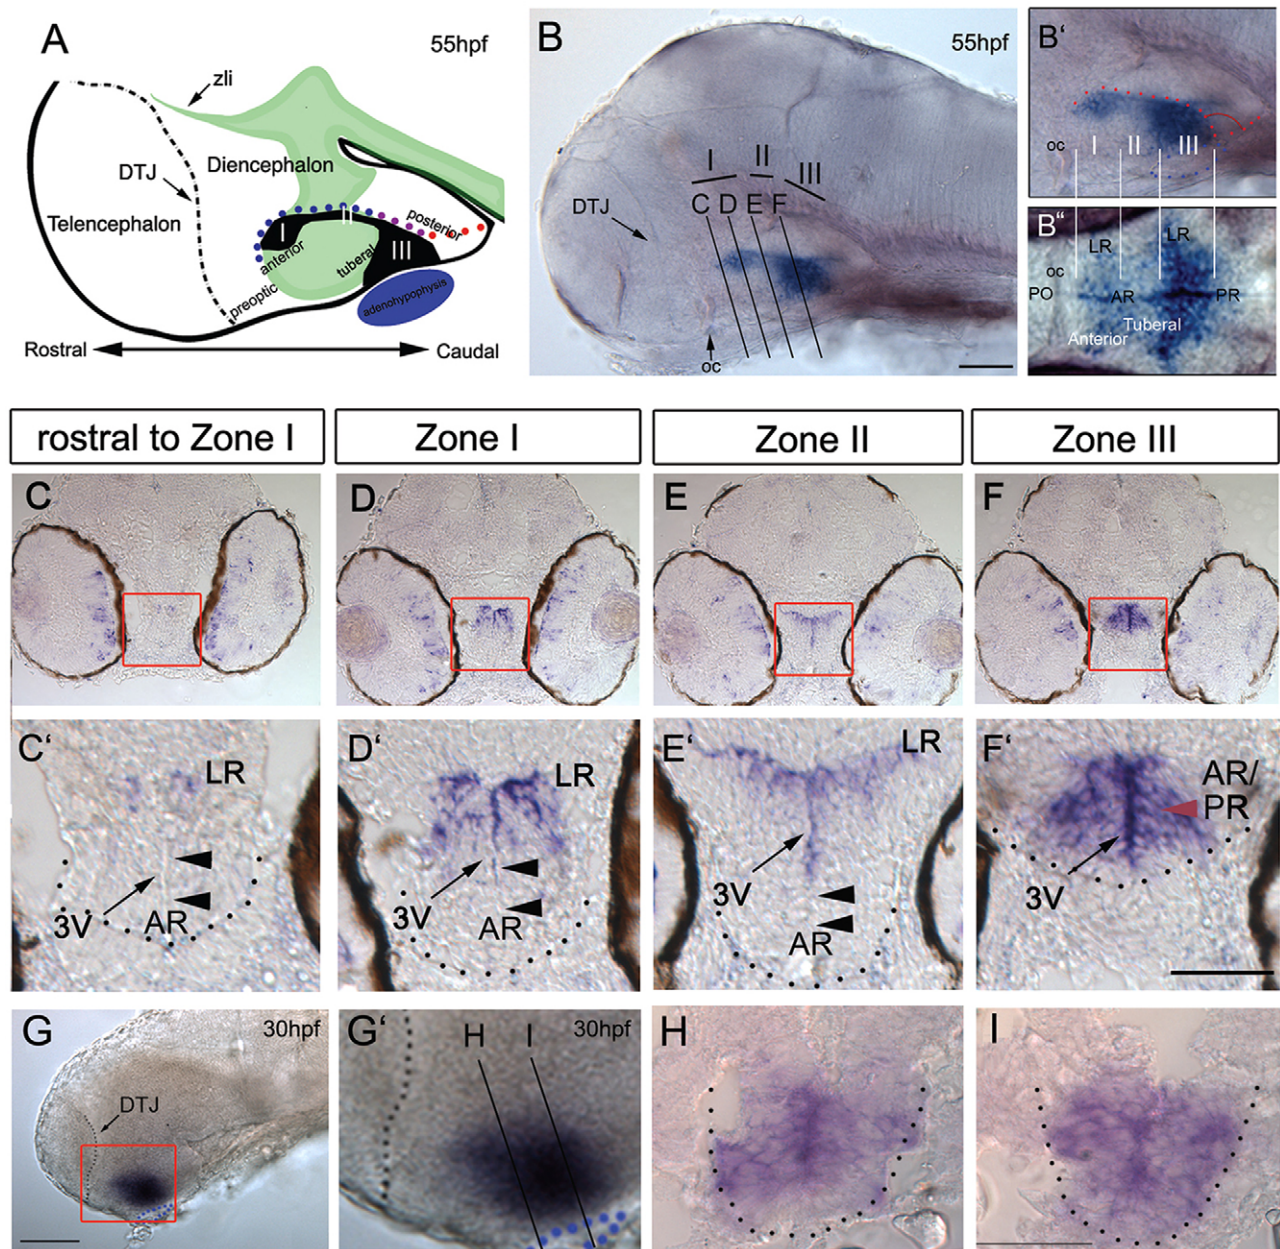 A
55hpf
zli
DTJ
Diencephalon
Telencephalon
I
II
III
anterior
tuberal
posterior
preoptic
adenohypophysis
Rostral
Caudal
B
55hpf
I
II
III
DTJ
C D E F
oc
B'
oc
I
II
III
B"
LR
LR
oc
PO
AR
PR
Tuberal
Anterior
rostral to Zone I
Zone I
Zone II
Zone III
C
D
E
F
C'
LR
3V
AR
D'
LR
3V
AR
E'
LR
3V
AR
F'
AR/
PR
3V
G
30hpf
DTJ
G'
H
I
30hpf
H
I